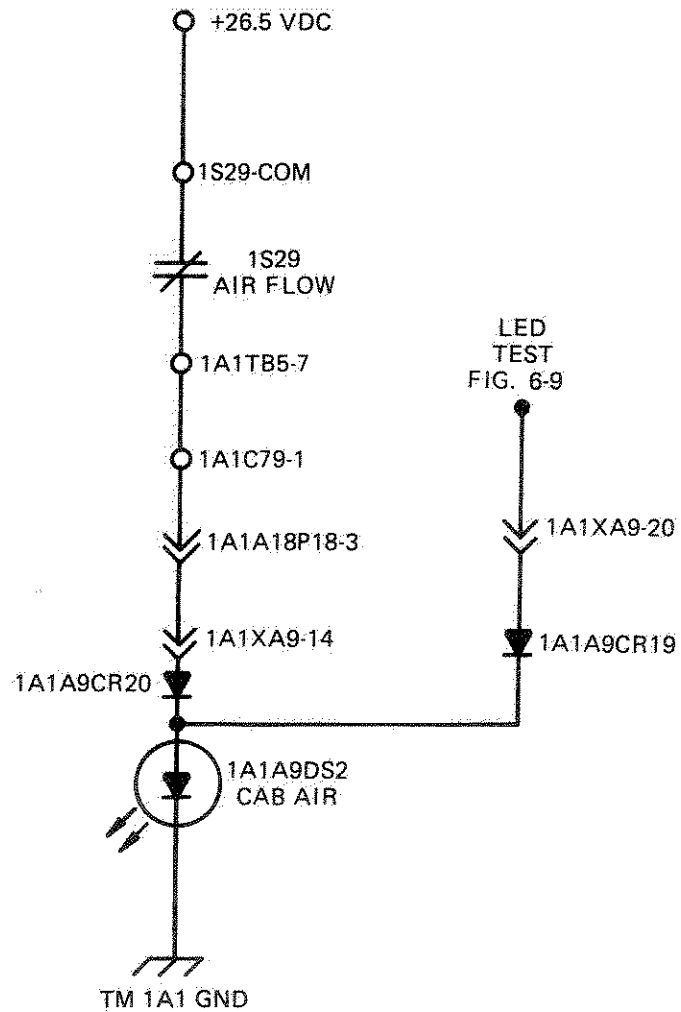 +26.5 VDC
1S29-COM
1S29
AIR FLOW
1A1TB5-7
1A1C79-1
1A1A18P18-3
1A1XA9-14
1A1A9CR20
LED
TEST
FIG. 6-9
1A1XA9-20
1A1A9CR19
1A1A9DS2
CAB AIR
TM 1A1 GND